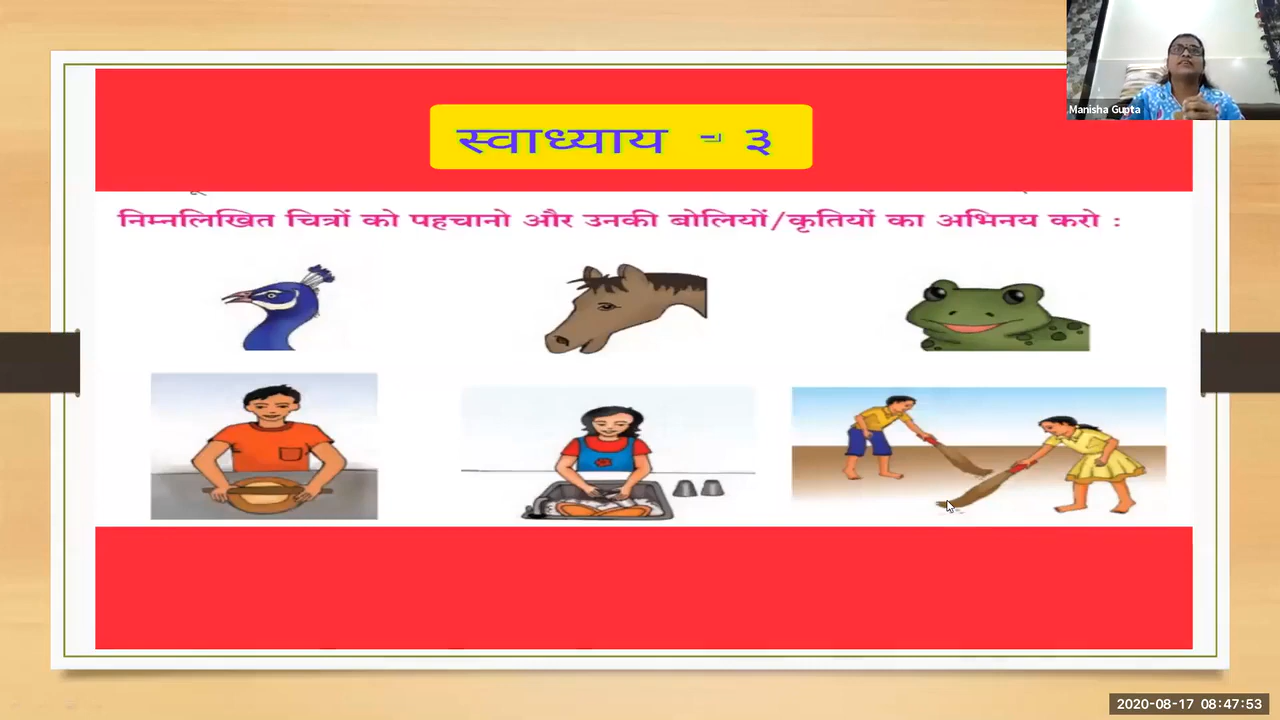 Manisha Gupta
स्वाध्याय - ३
निम्नलिखित चित्रों को पहचानो और उनकी बोलियों/कृतियों का अभिनय करो :
2020-08-17 08:47:53